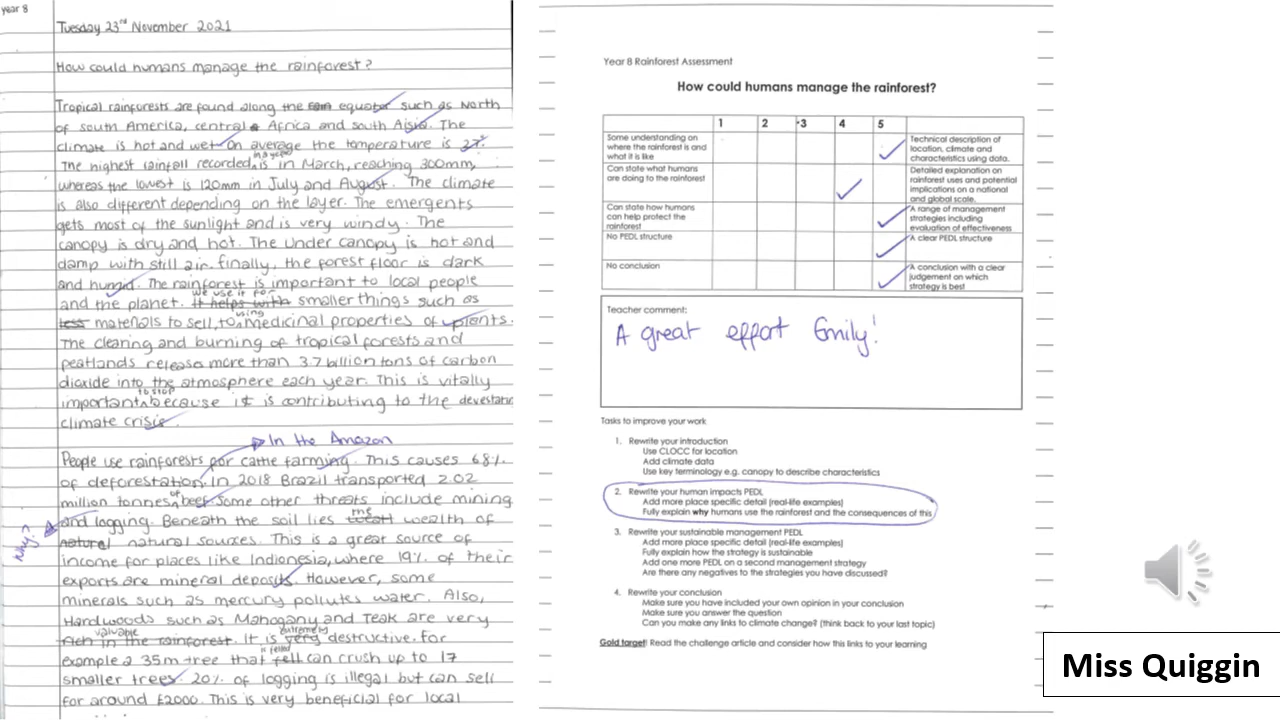 year 8
Tuesday 23rd November 2021
How could humans manage the rainforest?
Tropical rainforests are found along the equator such as North
of south America, central Africa and south Aisia. The
climate is hot and wet. On average the temperature is 27°
The highest rainfall recorded in a year is in March, reaching 300mm,
whereas the lowest is 120mm in July and August. The climate
is also different depending on the layer. The emergents
gets most of the sunlight and is very windy. The
canopy is dry and hot. The under canopy is hot and
damp with still air. finally, the forest floor is dark
and humid. The rainforest is important to local people
and the planet. we use it for It helps with smaller things such as
less materials to sell, to using medicinal properties of plants.
The clearing and burning of tropical forests and
peatlands release more than 3.7 billion tons of carbon
dioxide into the atmosphere each year. This is vitally
important to stop because it is contributing to the devestating
climate crisis.
In the Amazon
People use rainforests for cattle farming. This causes 68%
of deforestation. In 2018 Brazil transported 2.02
million tonnes of beef. Some other threats include mining
and logging. Beneath the soil lies the wealth of
Why?
natural natural sources. This is a great source of
income for places like Indionesia, where 19% of their
exports are mineral deposits. However, some
minerals such as mercury pollutes water. Also,
Hardwoods such as Mahogany and Teak are very
valuable rich in the rainforest. It is extremely very destructive. for
example a 35m tree that is felled fell can crush up to 17
smaller trees. 20% of logging is illegal but can sell
for around £2000. This is very beneficial for local
Year 8 Rainforest Assessment
How could humans manage the rainforest?
1 2 3 4 5
Some understanding on
where the rainforest is and
what it is like
Technical description of
location, climate and
characteristics using data.
Can state what humans
are doing to the rainforest
Detailed explanation on
rainforest uses and potential
implications on a national
and global scale.
Can state how humans
can help protect the
rainforest
A range of management
strategies including
evaluation of effectiveness
No PEDL structure
A clear PEDL structure
No conclusion
A conclusion with a clear
judgement on which
strategy is best
Teacher comment:
A great effort Emily!
Tasks to improve your work
1. Rewrite your introduction
Use CLOCC for location
Add climate data
Use key terminology e.g. canopy to describe characteristics
2. Rewrite your human impacts PEDL
Add more place specific detail (real-life examples)
Fully explain why humans use the rainforest and the consequences of this
3. Rewrite your sustainable management PEDL
Add more place specific detail (real-life examples)
Fully explain how the strategy is sustainable
Add one more PEDL on a second management strategy
Are there any negatives to the strategies you have discussed?
4. Rewrite your conclusion
Make sure you have included your own opinion in your conclusion
Make sure you answer the question
Can you make any links to climate change? (think back to your last topic)
Gold target! Read the challenge article and consider how this links to your learning
Miss Quiggin